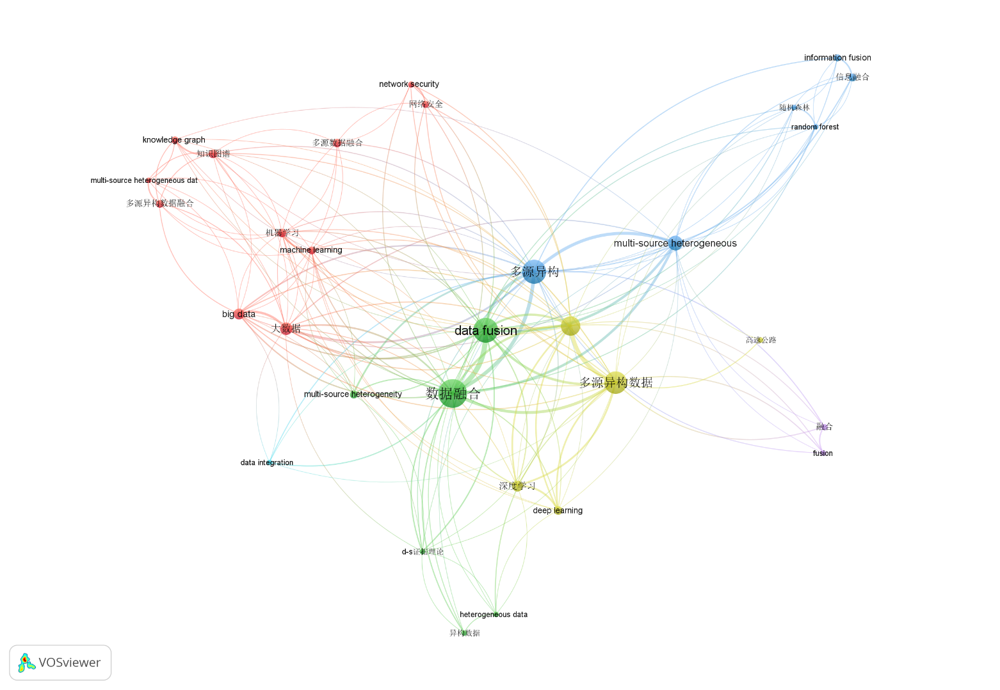 information fusion
信息融合
network security
网络安全
随机森林
random forest
knowledge graph
多源数据融合
知识图谱
multi-source heterogeneous dat
多源异构数据融合
机器学习
machine learning
multi-source heterogeneous
多源异构
big data
大数据
data fusion
高速公路
多源异构数据
multi-source heterogeneity
数据融合
融合
fusion
data integration
深度学习
deep learning
d-s证据理论
heterogeneous data
异构数据
VOSviewer